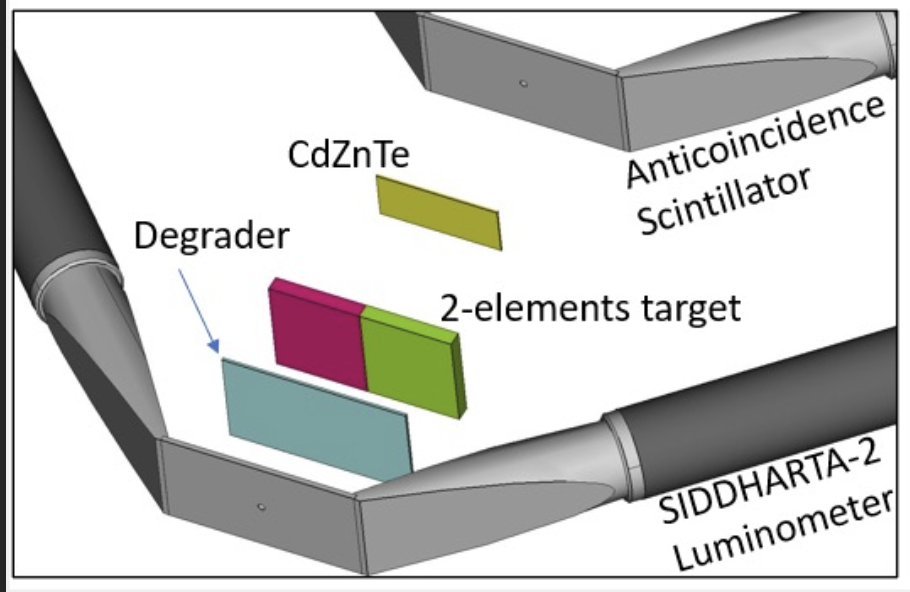 Anticoincidence
Scintillator
CdZnTe
Degrader
2-elements target
SIDDHARTA-2
Luminometer